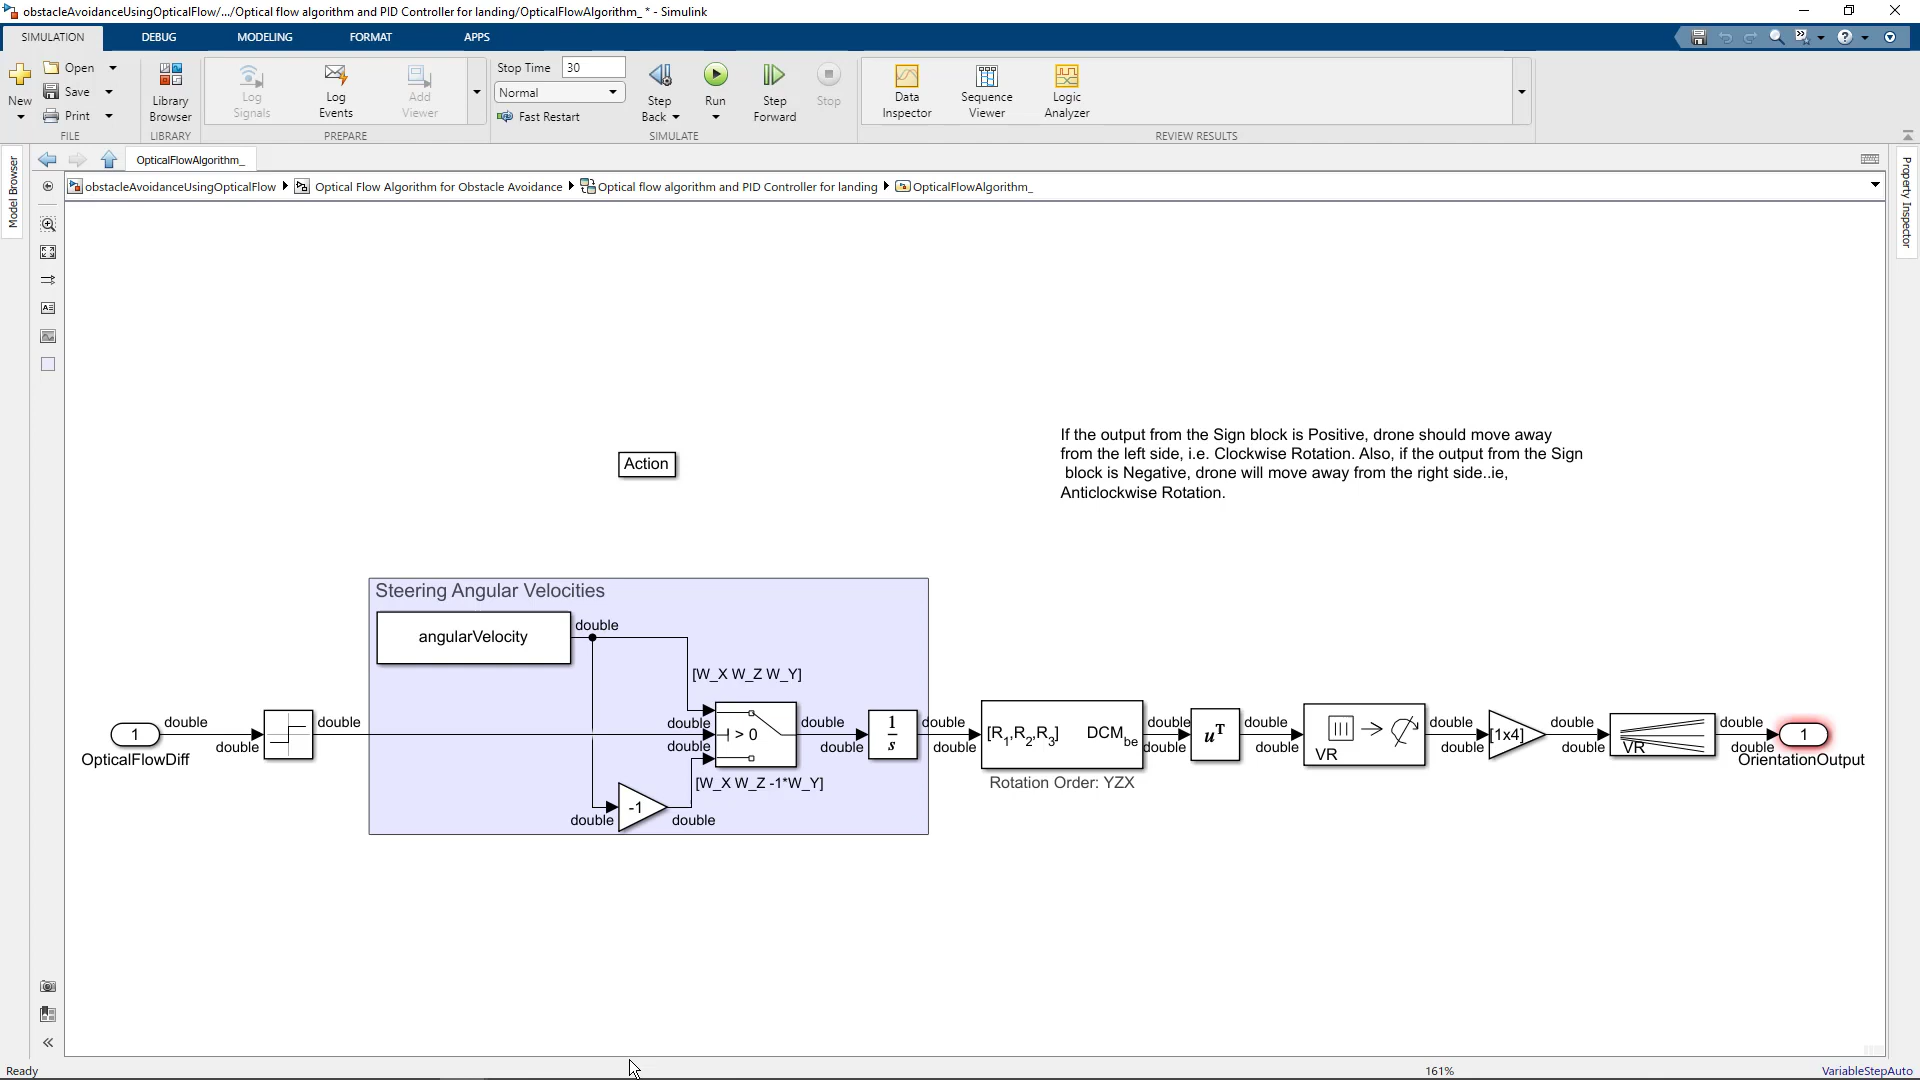 obstacleAvoidanceUsingOpticalFlow/.../Optical flow algorithm and PID Controller for landing/OpticalFlowAlgorithm_ * - Simulink
SIMULATION DEBUG MODELING FORMAT APPS
New
Open
Save
Print
FILE
Library Browser
LIBRARY
Log Signals
Log Events
Add Viewer
PREPARE
Stop Time 30
Normal
Fast Restart
Step Back
Run
Step Forward
Stop
SIMULATE
Data Inspector
Sequence Viewer
Logic Analyzer
REVIEW RESULTS
Model Browser
OpticalFlowAlgorithm_
Property Inspector
obstacleAvoidanceUsingOpticalFlow Optical Flow Algorithm for Obstacle Avoidance Optical flow algorithm and PID Controller for landing OpticalFlowAlgorithm_
Action
If the output from the Sign block is Positive, drone should move away
from the left side, i.e. Clockwise Rotation. Also, if the output from the Sign
block is Negative, drone will move away from the right side..ie,
Anticlockwise Rotation.
Steering Angular Velocities
angularVelocity
double
[W_X W_Z W_Y]
1
OpticalFlowDiff
double
double
double
double
double
> 0
[W_X W_Z -1*W_Y]
double
-1
double
double
double
1
s
double
double
[R1,R2,R3] DCMbe
Rotation Order: YZX
double
double
uT
double
double
VR
double
double
[1x4]
double
double
VR
double
double
1
OrientationOutput
Ready
161%
VariableStepAuto